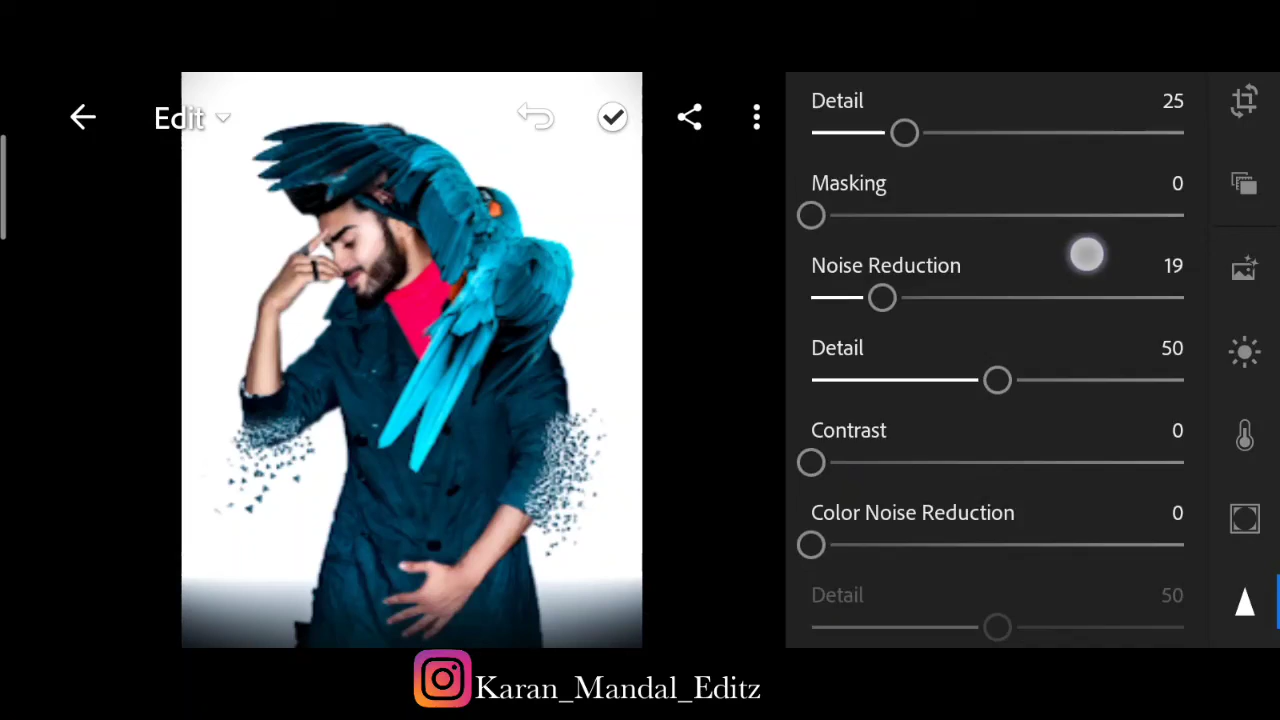 Edit
Detail 25
Masking 0
Noise Reduction 19
Detail 50
Contrast 0
Color Noise Reduction 0
Detail 50
Karan_Mandal_Editz